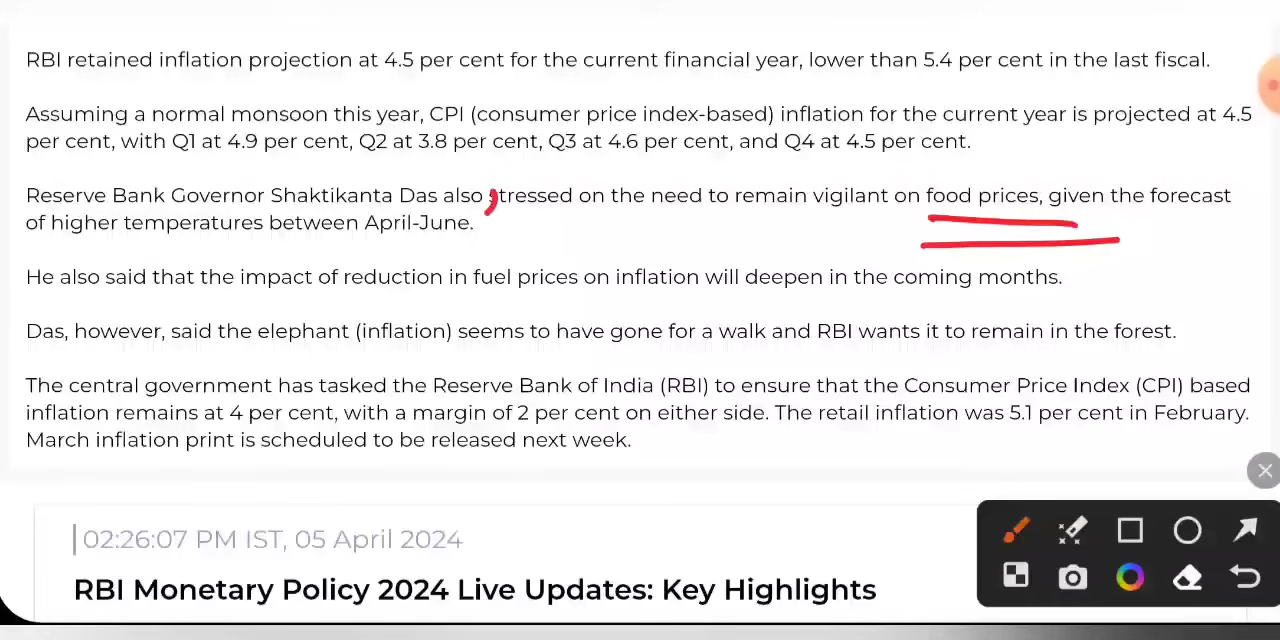 RBI retained inflation projection at 4.5 per cent for the current financial year, lower than 5.4 per cent in the last fiscal.
Assuming a normal monsoon this year, CPI (consumer price index-based) inflation for the current year is projected at 4.5
per cent, with Q1 at 4.9 per cent, Q2 at 3.8 per cent, Q3 at 4.6 per cent, and Q4 at 4.5 per cent.
Reserve Bank Governor Shaktikanta Das also stressed on the need to remain vigilant on food prices, given the forecast
of higher temperatures between April-June.
He also said that the impact of reduction in fuel prices on inflation will deepen in the coming months.
Das, however, said the elephant (inflation) seems to have gone for a walk and RBI wants it to remain in the forest.
The central government has tasked the Reserve Bank of India (RBI) to ensure that the Consumer Price Index (CPI) based
inflation remains at 4 per cent, with a margin of 2 per cent on either side. The retail inflation was 5.1 per cent in February.
March inflation print is scheduled to be released next week.
02:26:07 PM IST, 05 April 2024
RBI Monetary Policy 2024 Live Updates: Key Highlights